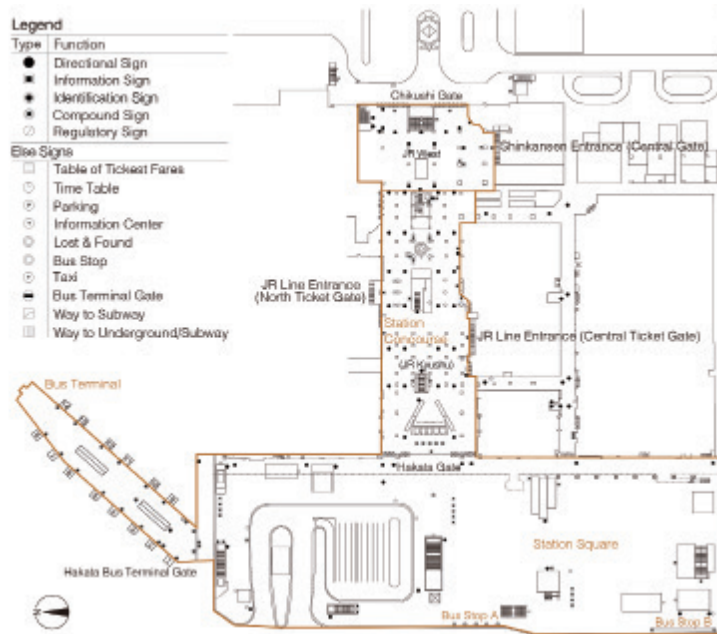 Legend
Type Function
Directional Sign
Information Sign
Identification Sign
Compound Sign
Regulatory Sign
Else Signs
Table of Tickest Fares
Time Table
Parking
Information Center
Lost & Found
Bus Stop
Taxi
Bus Terminal Gate
Way to Subway
Way to Underground/Subway
Chikushi Gate
JR West
Shinkansen Entrance (Central Gate)
JR Line Entrance
(North Ticket Gate)
Station
Concourse
JR Line Entrance (Central Ticket Gate)
(JR Kyushu)
Bus Terminal
Hakata Gate
Hakata Bus Terminal Gate
Station Square
Bus Stop A
Bus Stop B